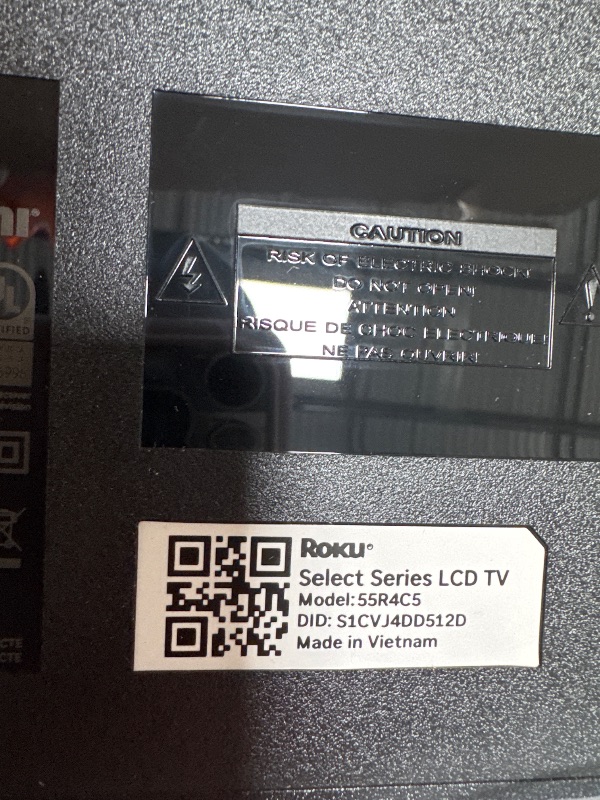 CAUTION
RISK OF ELECTRIC SHOCK
DO NOT OPEN
ATTENTION
RISQUE DE CHOC ELECTRIQUE
NE PAS OUVRIR
UL
ROKU
Select Series LCD TV
Model:55R4C5
DID: S1CVJ4DD512D
Made in Vietnam